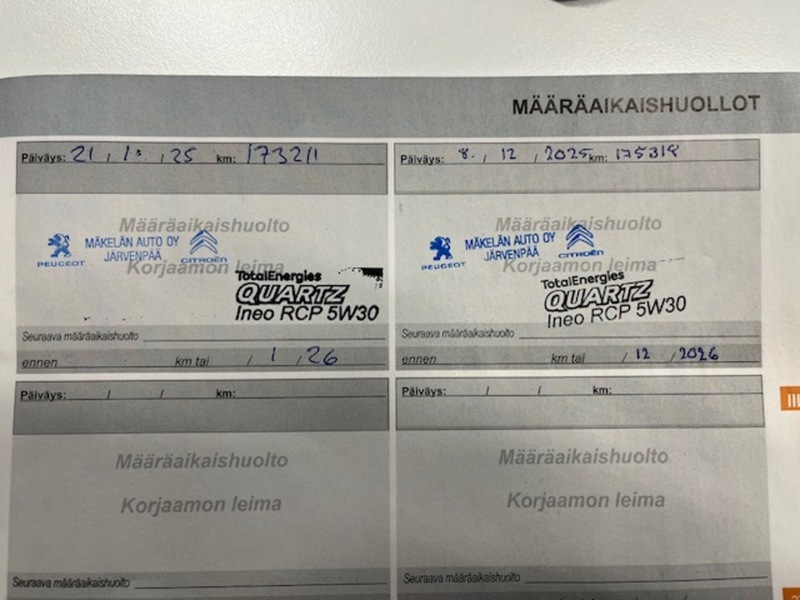 MÄÄRÄAIKAISHUOLLOT
Päiväys: 21 / 1 / 25 km: 173211
Määräaikaishuolto
PEUGEOT MÄKELÄN AUTO OY JÄRVENPÄÄ CITROËN
Korjaamon leima
TotalEnergies
QUARTZ
Ineo RCP 5W30
Seuraava määräaikaishuolto
ennen km tai / 1 / 26
Päiväys: 8. / 12 / 2025 km: 175318
Määräaikaishuolto
PEUGEOT MÄKELÄN AUTO OY JÄRVENPÄÄ CITROËN
Korjaamon leima
TotalEnergies
QUARTZ
Ineo RCP 5W30
Seuraava määräaikaishuolto
ennen km tai / 12 / 2026
Päiväys: / / km:
Määräaikaishuolto
Korjaamon leima
Seuraava määräaikaishuolto
Päiväys: / / km:
Määräaikaishuolto
Korjaamon leima
Seuraava määräaikaishuolto